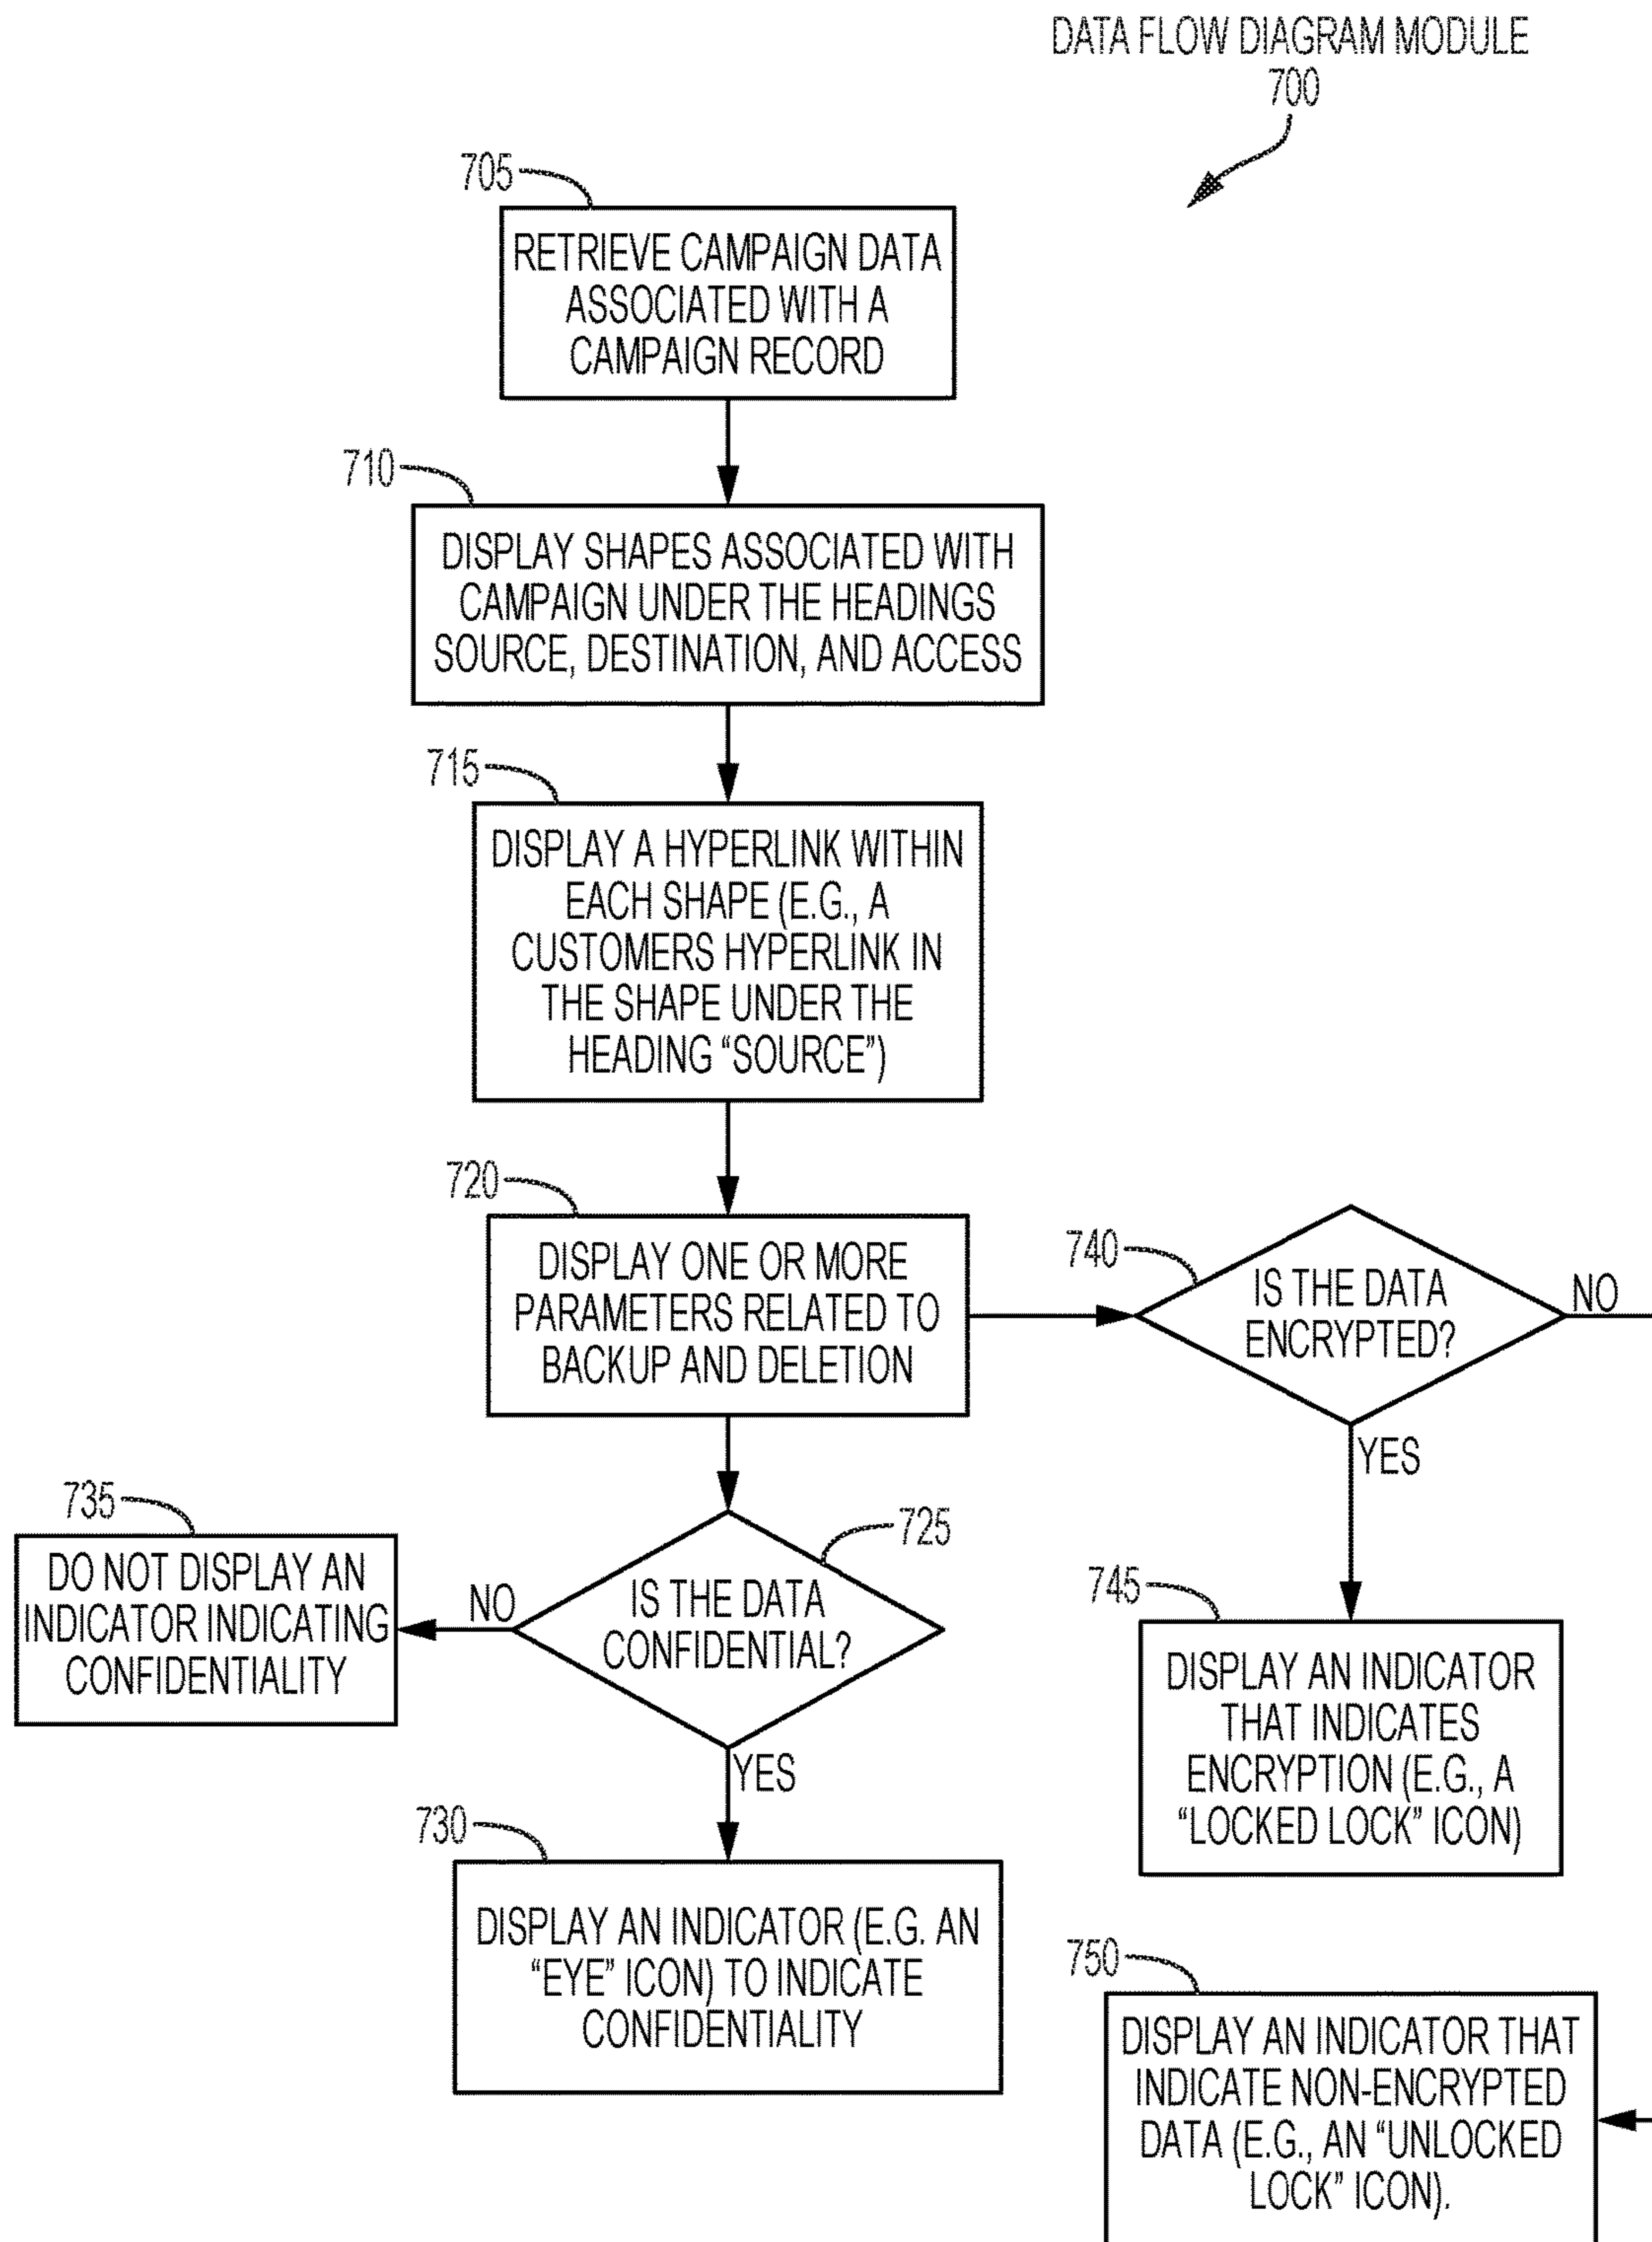 DATA FLOW DIAGRAM MODULE
700
705
RETRIEVE CAMPAIGN DATA
ASSOCIATED WITH A
CAMPAIGN RECORD
710
DISPLAY SHAPES ASSOCIATED WITH
CAMPAIGN UNDER THE HEADINGS
SOURCE, DESTINATION, AND ACCESS
715
DISPLAY A HYPERLINK WITHIN
EACH SHAPE (E.G., A
CUSTOMERS HYPERLINK IN
THE SHAPE UNDER THE
HEADING “SOURCE”)
720
DISPLAY ONE OR MORE
PARAMETERS RELATED TO
BACKUP AND DELETION
740
IS THE DATA
ENCRYPTED?
NO
YES
745
DISPLAY AN INDICATOR
THAT INDICATES
ENCRYPTION (E.G., A
“LOCKED LOCK” ICON)
725
IS THE DATA
CONFIDENTIAL?
NO
735
DO NOT DISPLAY AN
INDICATOR INDICATING
CONFIDENTIALITY
YES
730
DISPLAY AN INDICATOR (E.G. AN
“EYE” ICON) TO INDICATE
CONFIDENTIALITY
750
DISPLAY AN INDICATOR THAT
INDICATE NON-ENCRYPTED
DATA (E.G., AN “UNLOCKED
LOCK” ICON).